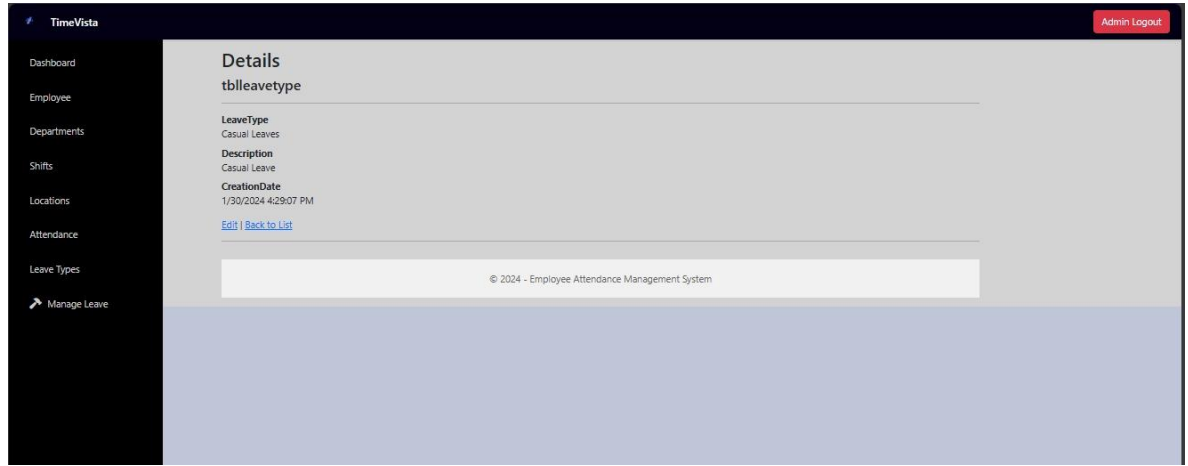 TimeVista
Admin Logout
Dashboard
Employee
Departments
Shifts
Locations
Attendance
Leave Types
Manage Leave
Details
tblleavetype
LeaveType
Casual Leaves
Description
Casual Leave
CreationDate
1/30/2024 4:29:07 PM
Edit | Back to List
© 2024 - Employee Attendance Management System